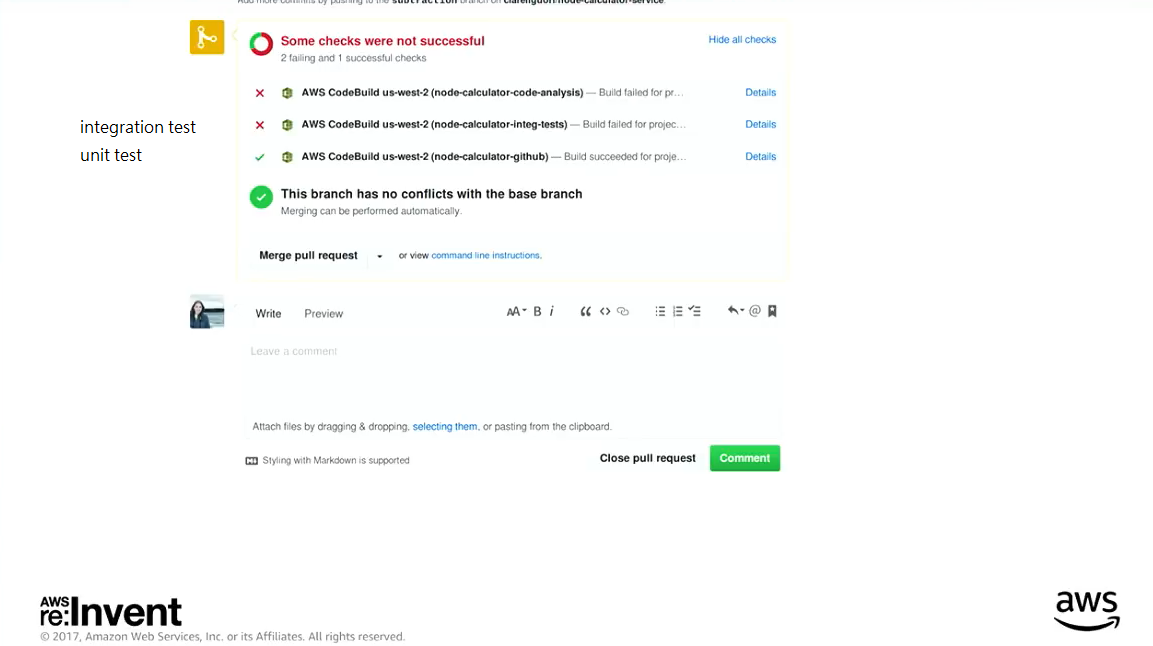 Add more commits by pushing to the subtraction branch on clarenguori/node-calculator-service.
Some checks were not successful
Hide all checks
2 failing and 1 successful checks
AWS CodeBuild us-west-2 (node-calculator-code-analysis) — Build failed for pr...
Details
AWS CodeBuild us-west-2 (node-calculator-integ-tests) — Build failed for projec...
Details
integration test
AWS CodeBuild us-west-2 (node-calculator-github) — Build succeeded for proje...
Details
unit test
This branch has no conflicts with the base branch
Merging can be performed automatically.
Merge pull request
or view command line instructions.
Write
Preview
AA B i “ <> @
Leave a comment
Attach files by dragging & dropping, selecting them, or pasting from the clipboard.
Styling with Markdown is supported
Close pull request
Comment
AWS
re:Invent
© 2017, Amazon Web Services, Inc. or its Affiliates. All rights reserved.
aws